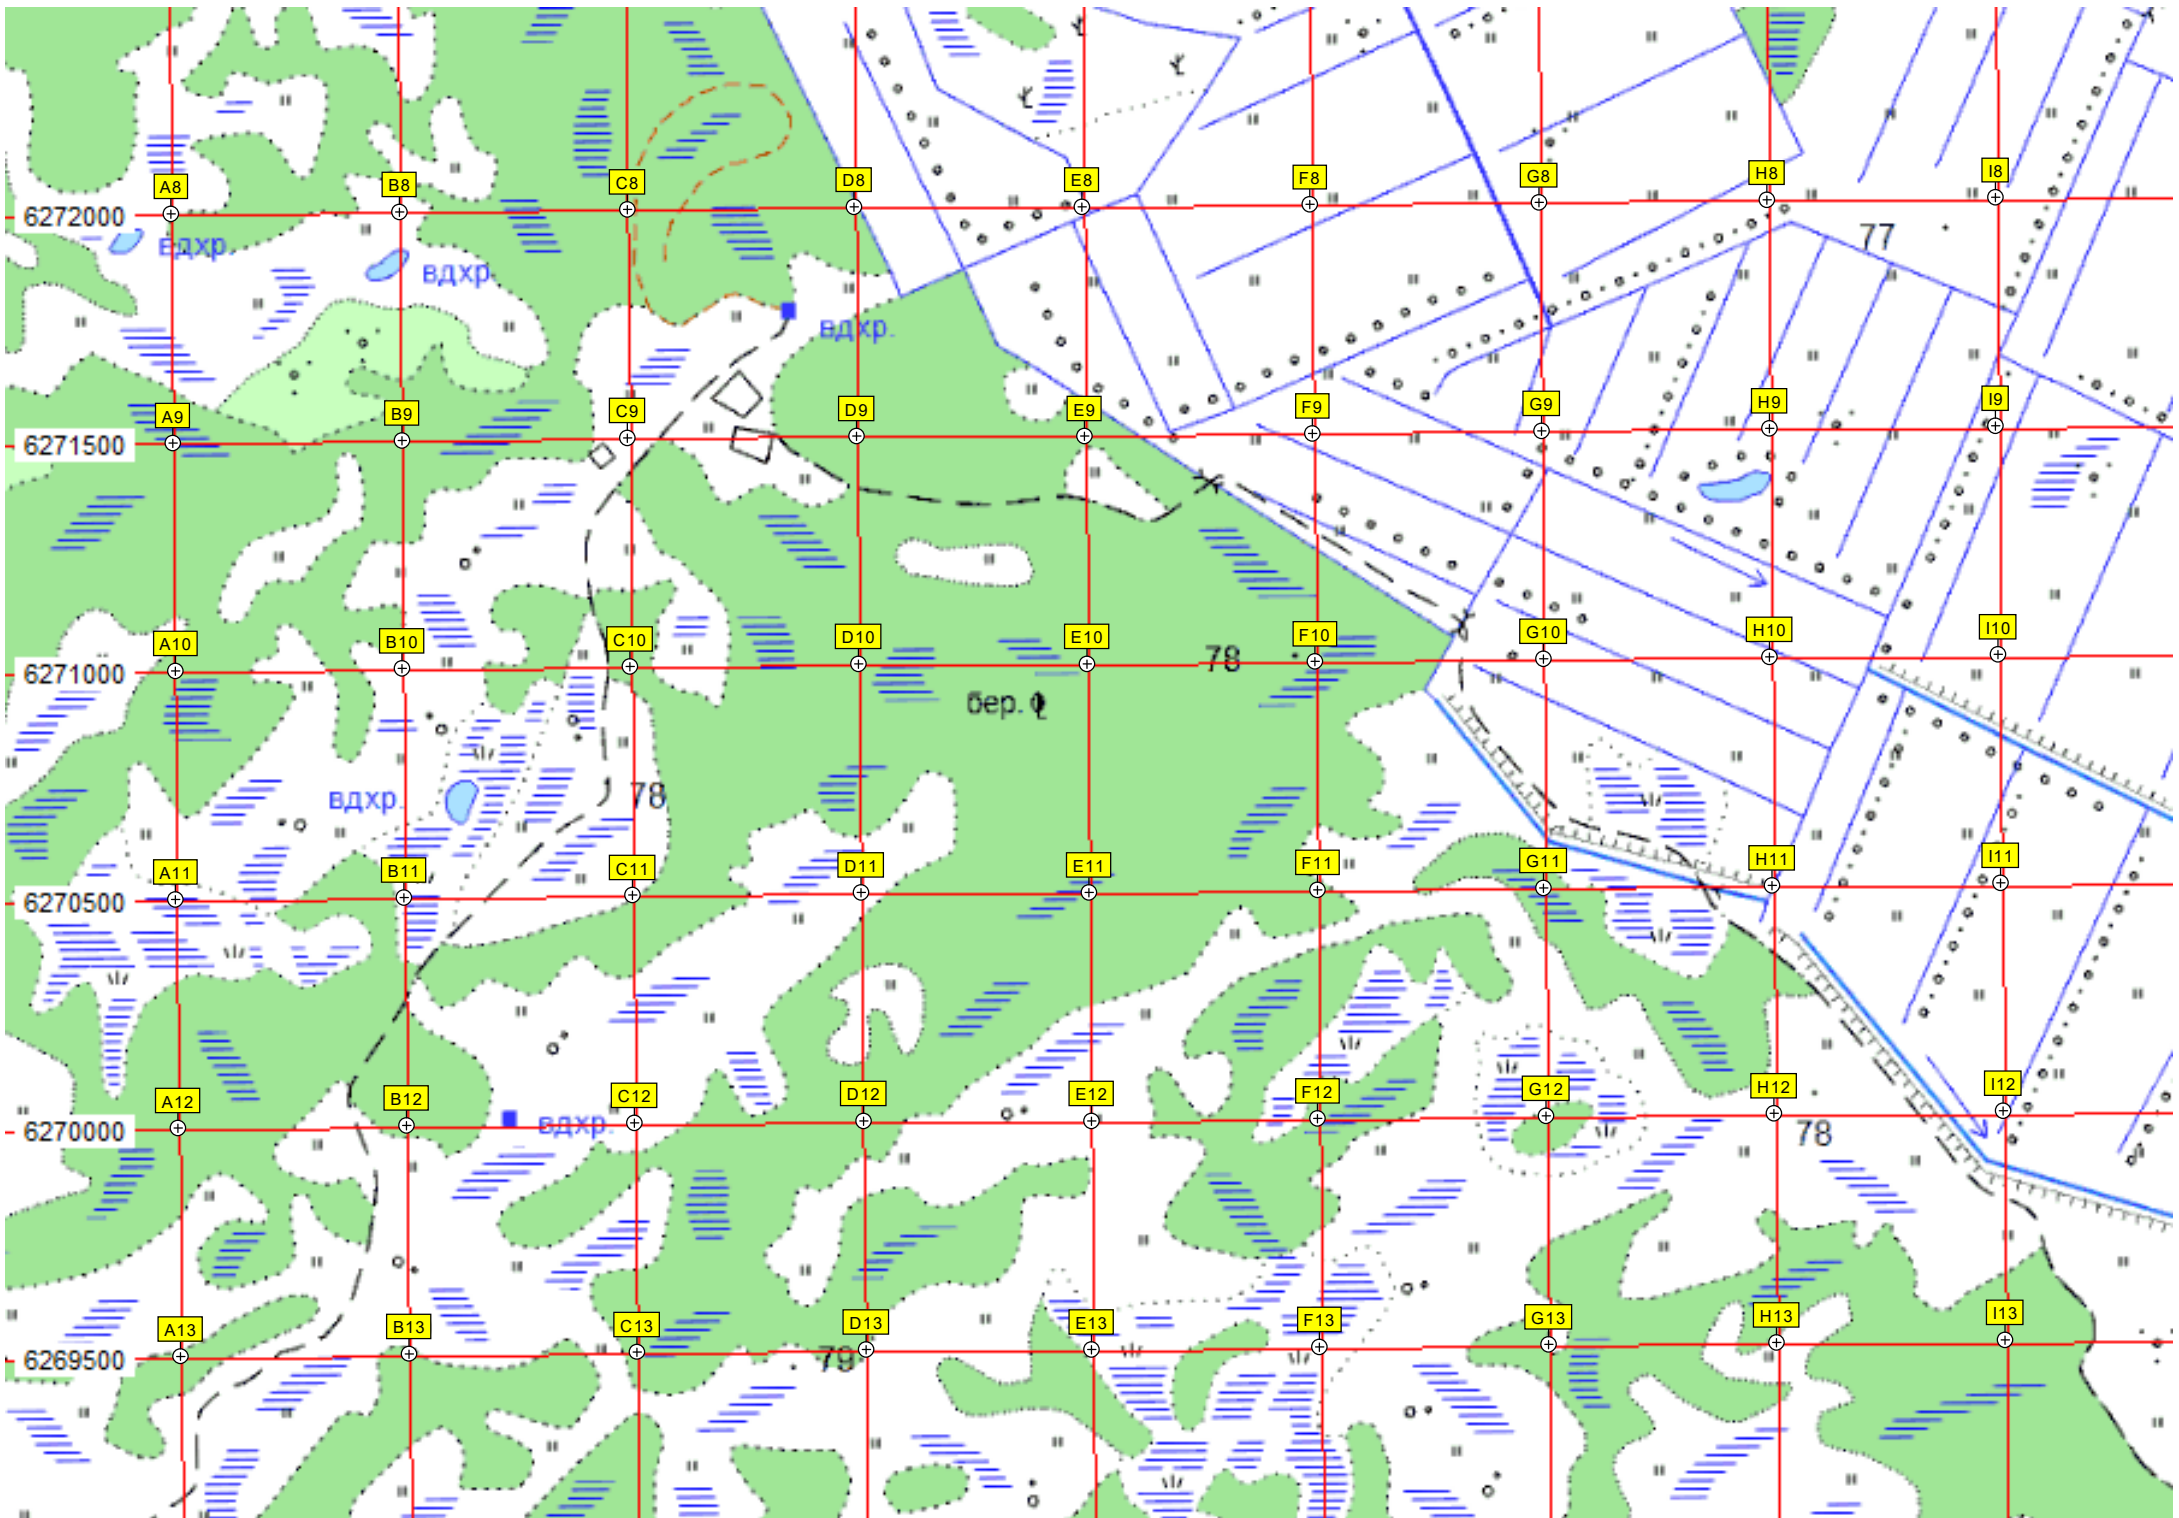 A8 B8 C8 D8 E8 F8 G8 H8 I8
6272000
вдхр. вдхр. 77
вдхр.
A9 B9 C9 D9 E9 F9 G9 H9 I9
6271500
A10 B10 C10 D10 E10 F10 G10 H10 I10
6271000
78
бер.
вдхр. 78
A11 B11 C11 D11 E11 F11 G11 H11 I11
6270500
A12 B12 C12 D12 E12 F12 G12 H12 I12
6270000
вдхр. 78
A13 B13 C13 D13 E13 F13 G13 H13 I13
6269500
79